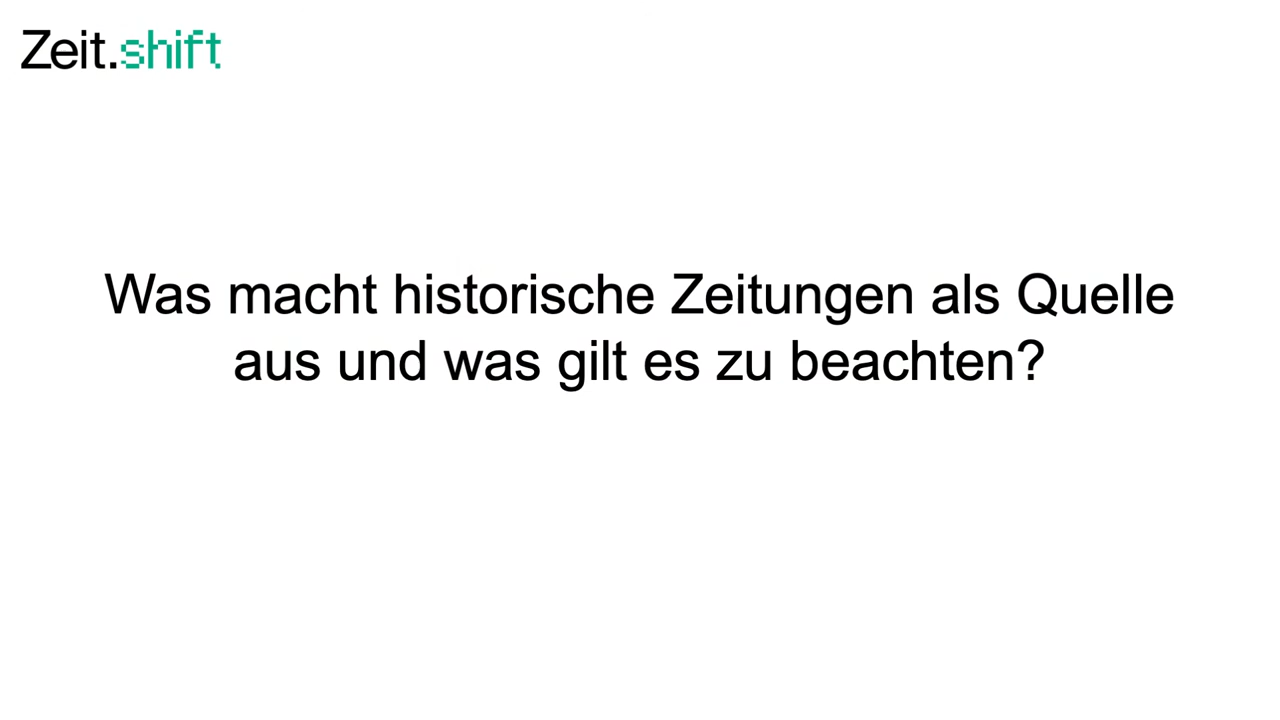 Zeit.shift
Was macht historische Zeitungen als Quelle
aus und was gilt es zu beachten?